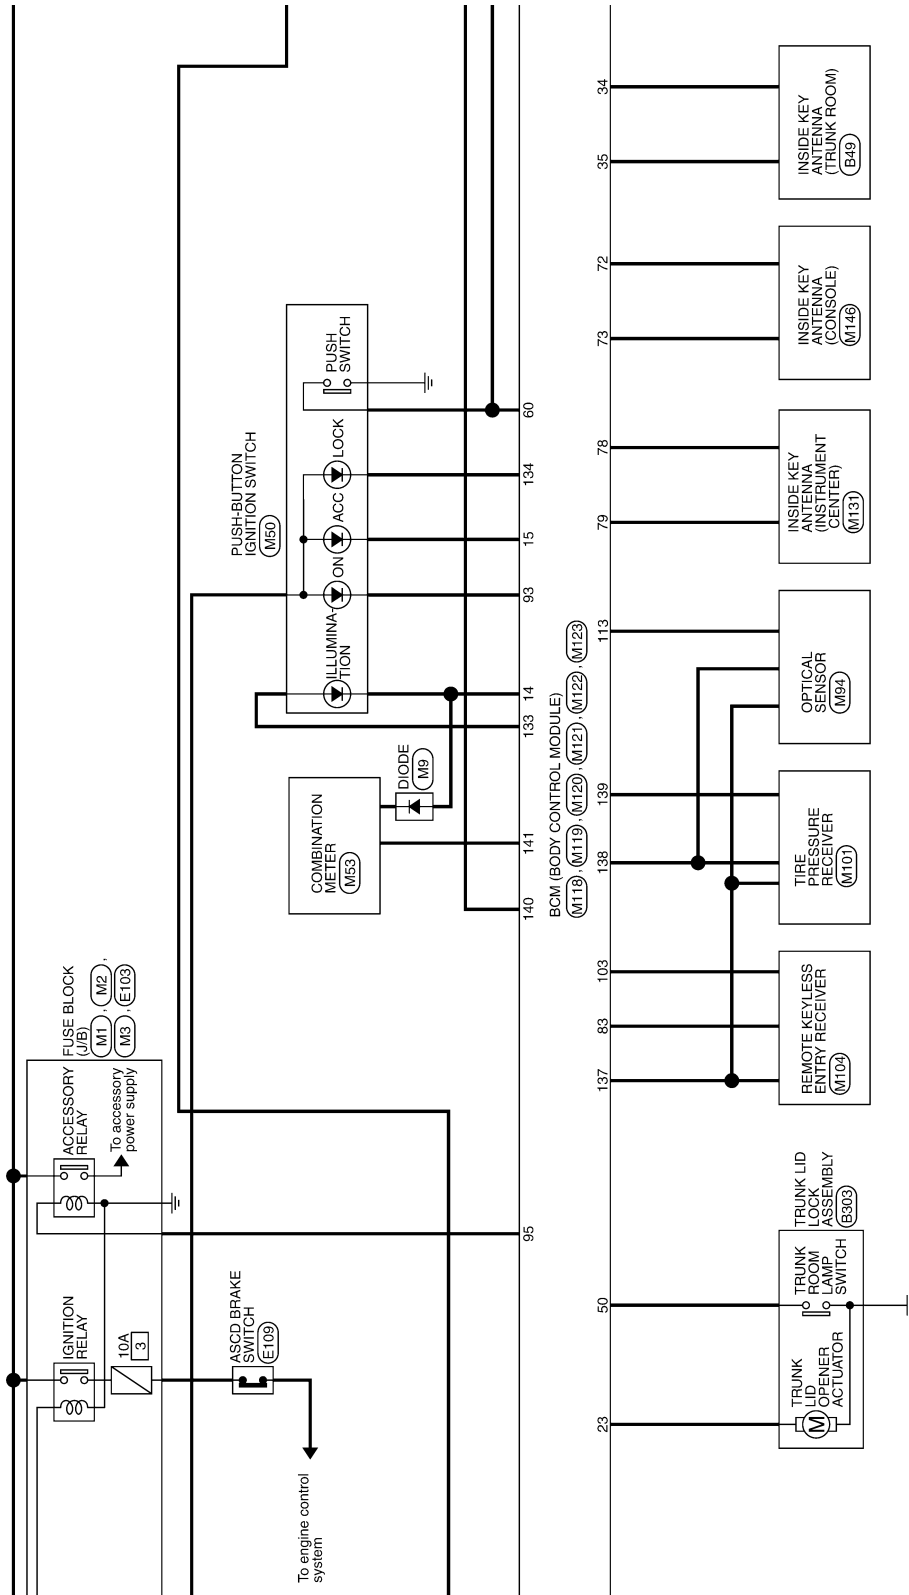 FUSE BLOCK
(J/B)
M1 , M2 ,
M3 , E103
ACCESSORY
RELAY
To accessory
power supply
IGNITION
RELAY
10A
3
ASCD BRAKE
SWITCH
E109
To engine control
system
PUSH-BUTTON
IGNITION SWITCH
M50
PUSH
SWITCH
LOCK
ACC
ON
ILLUMINA-
TION
COMBINATION
METER
M53
DIODE
M9
60
134
15
93
14
133
141
140
95
BCM (BODY CONTROL MODULE)
M118 , M119 , M120 , M121 , M122 , M123
34
35
72
73
78
79
113
139
138
103
83
137
50
23
INSIDE KEY
ANTENNA
(TRUNK ROOM)
B49
INSIDE KEY
ANTENNA
(CONSOLE)
M146
INSIDE KEY
ANTENNA
(INSTRUMENT
CENTER)
M131
OPTICAL
SENSOR
M94
TIRE
PRESSURE
RECEIVER
M101
REMOTE KEYLESS
ENTRY RECEIVER
M104
TRUNK LID
LOCK
ASSEMBLY
B303
TRUNK
ROOM
LAMP
SWITCH
TRUNK
LID
OPENER
ACTUATOR
M